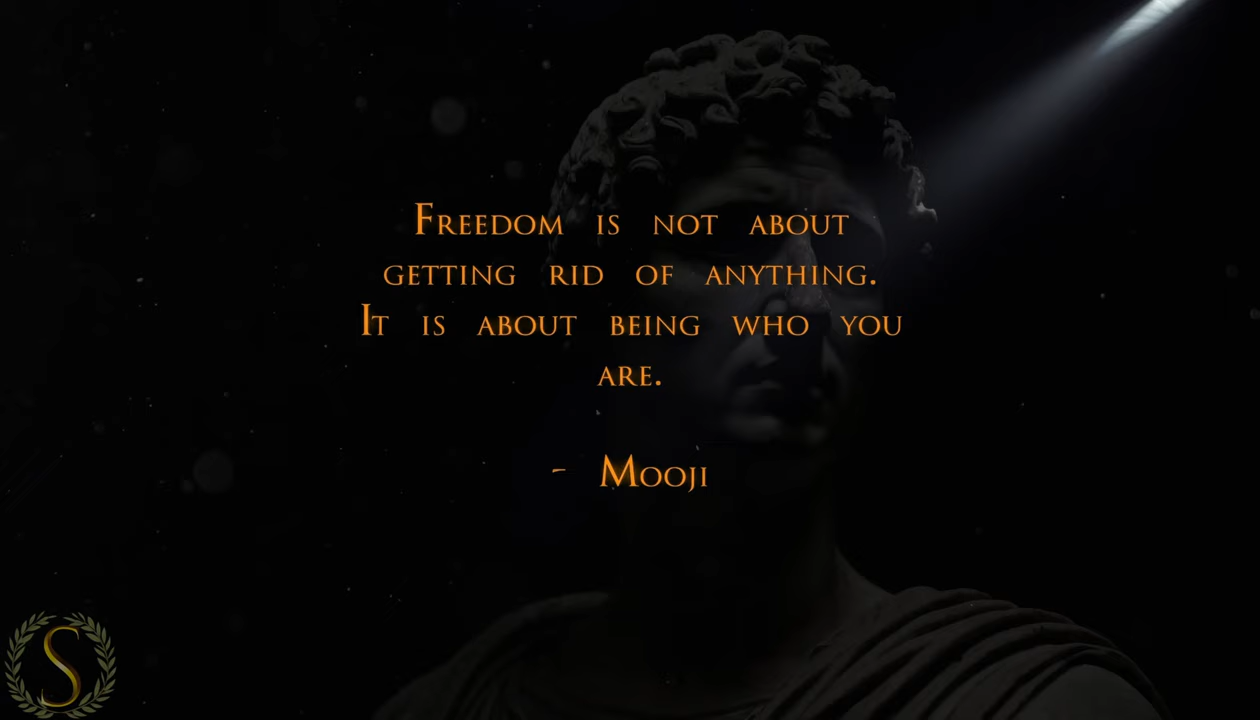 Freedom is not about
getting rid of anything.
It is about being who you
are.
- Mooji
S